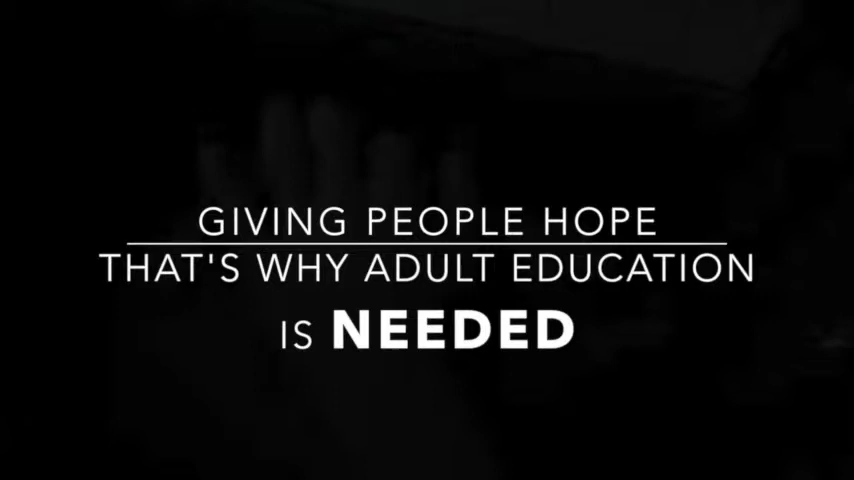 GIVING PEOPLE HOPE
THAT'S WHY ADULT EDUCATION
IS NEEDED